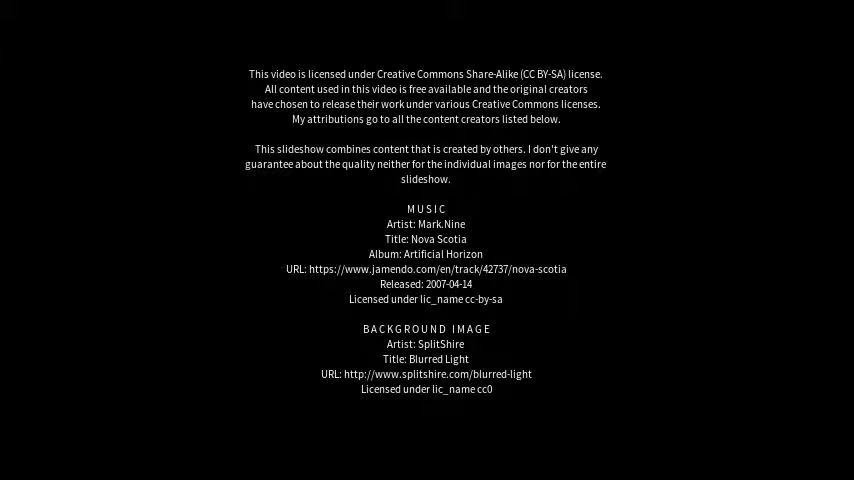 This video is licensed under Creative Commons Share-Alike (CC BY-SA) license.
All content used in this video is free available and the original creators
have chosen to release their work under various Creative Commons licenses.
My attributions go to all the content creators listed below.
This slideshow combines content that is created by others. I don't give any
guarantee about the quality neither for the individual images nor for the entire
slideshow.
MUSIC
Artist: Mark.Nine
Title: Nova Scotia
Album: Artificial Horizon
URL: https://www.jamendo.com/en/track/42737/nova-scotia
Released: 2007-04-14
Licensed under lic_name cc-by-sa
BACKGROUND IMAGE
Artist: SplitShire
Title: Blurred Light
URL: http://www.splitshire.com/blurred-light
Licensed under lic_name cc0